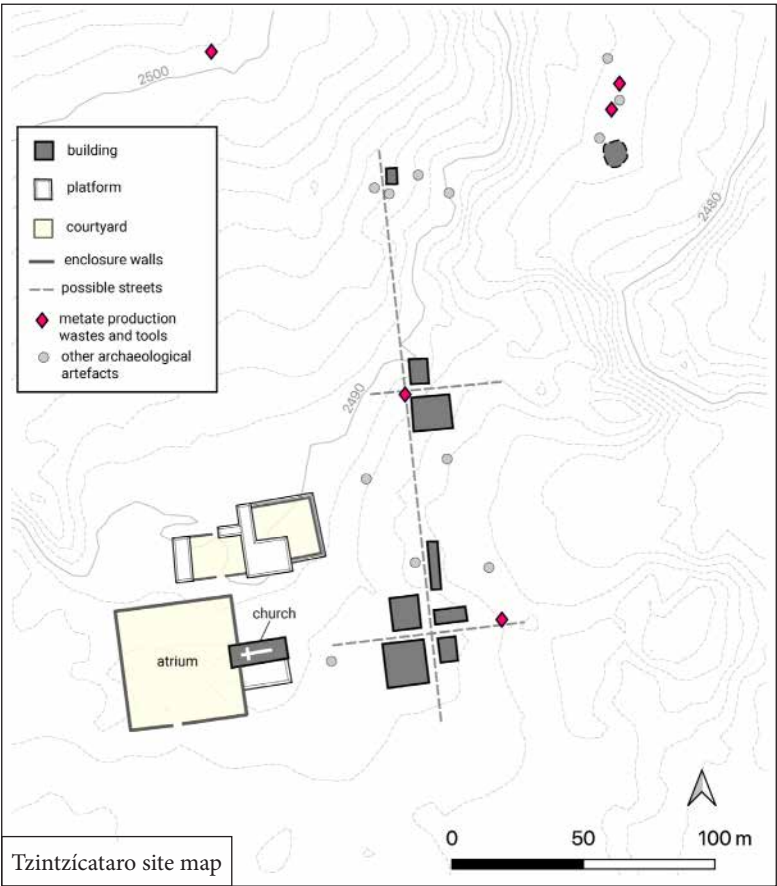 2500
building
platform
courtyard
enclosure walls
possible streets
metate production
wastes and tools
other archaeological
artefacts
2480
2490
church
atrium
0 50 100 m
Tzintzícataro site map